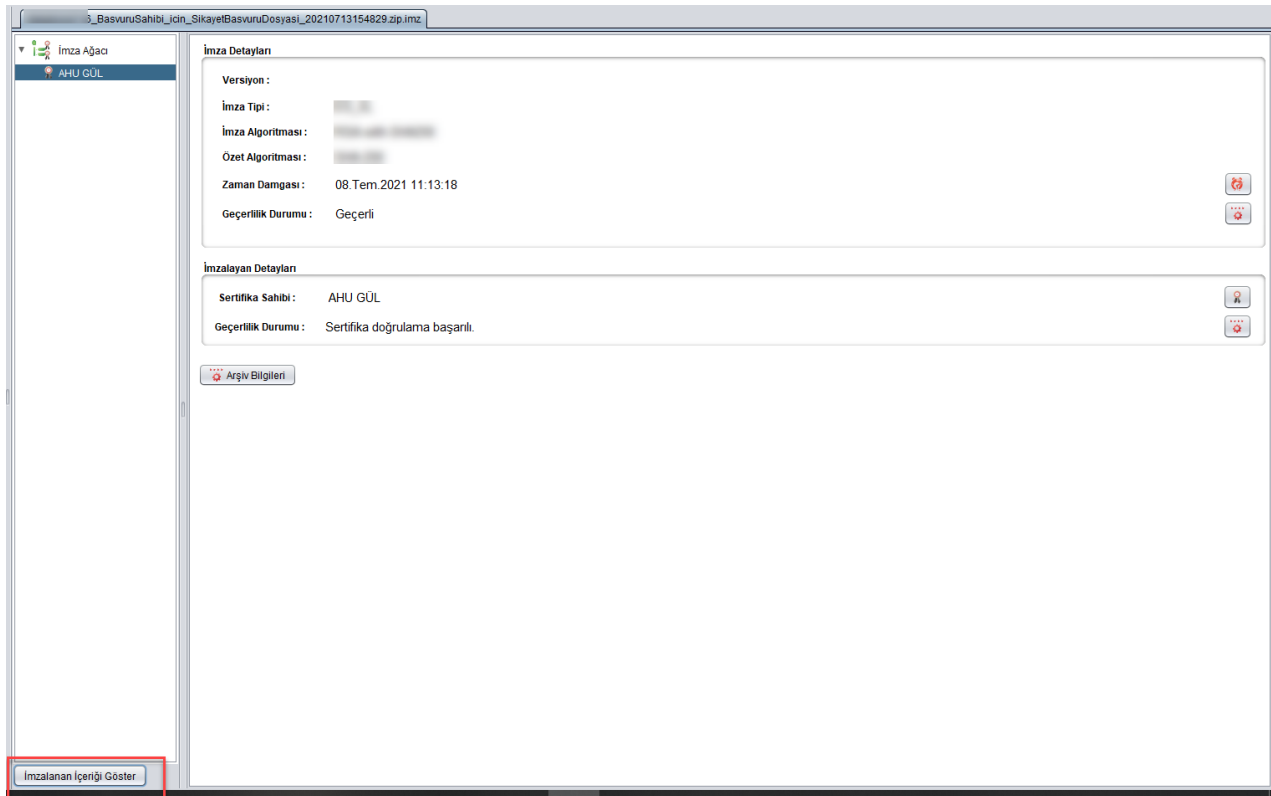 _BasvuruSahibi_icin_SikayetBasvuruDosyasi_20210713154829.zip.imz
İmza Ağacı
AHU GÜL
İmza Detayları
Versiyon :
İmza Tipi :
İmza Algoritması :
Özet Algoritması :
Zaman Damgası : 08.Tem.2021 11:13:18
Geçerlilik Durumu : Geçerli
İmzalayan Detayları
Sertifika Sahibi : AHU GÜL
Geçerlilik Durumu : Sertifika doğrulama başarılı.
Arşiv Bilgileri
İmzalanan İçeriği Göster